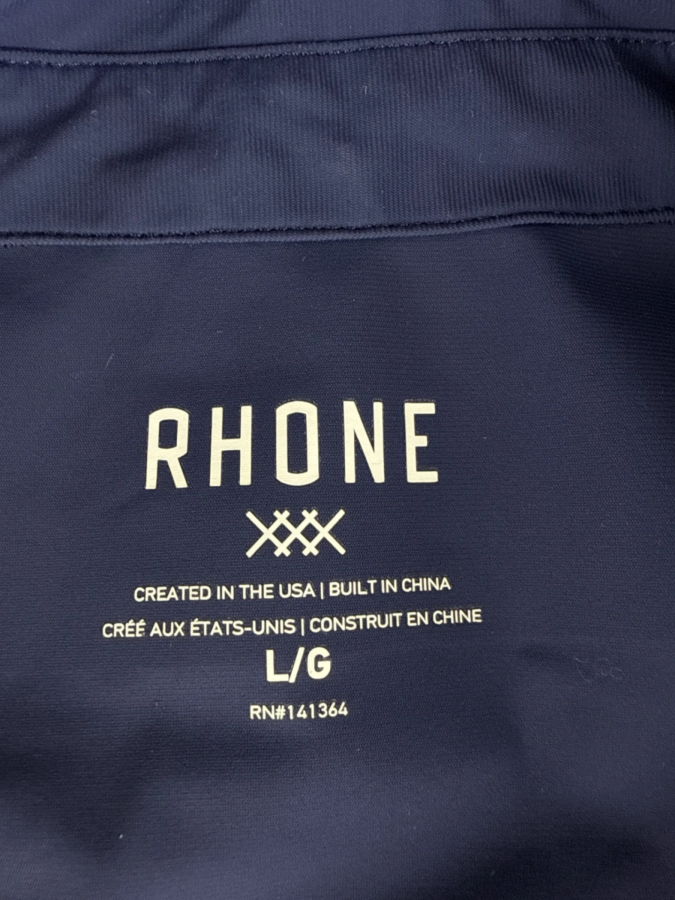 RHONE
CREATED IN THE USA | BUILT IN CHINA
CRÉÉ AUX ÉTATS-UNIS | CONSTRUIT EN CHINE
L/G
RN#141364